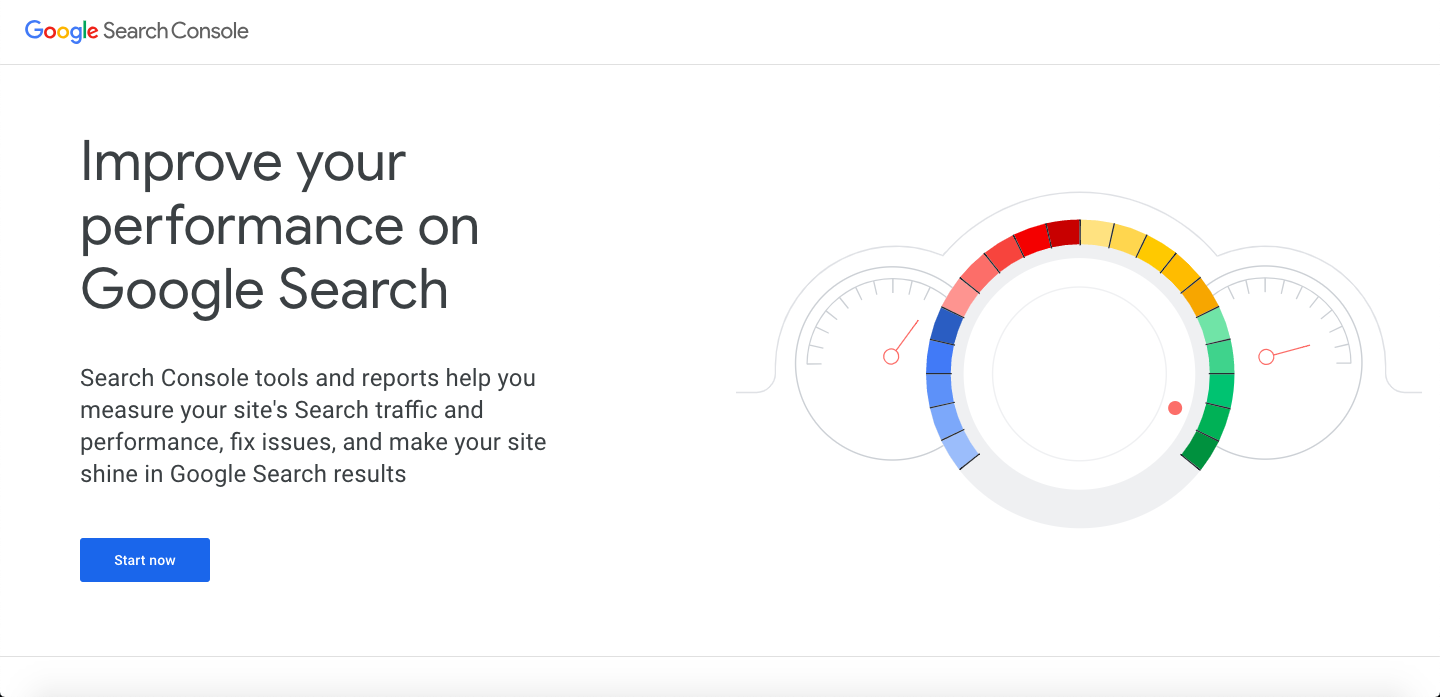 Google Search Console
Improve your
performance on
Google Search
Search Console tools and reports help you
measure your site's Search traffic and
performance, fix issues, and make your site
shine in Google Search results
Start now